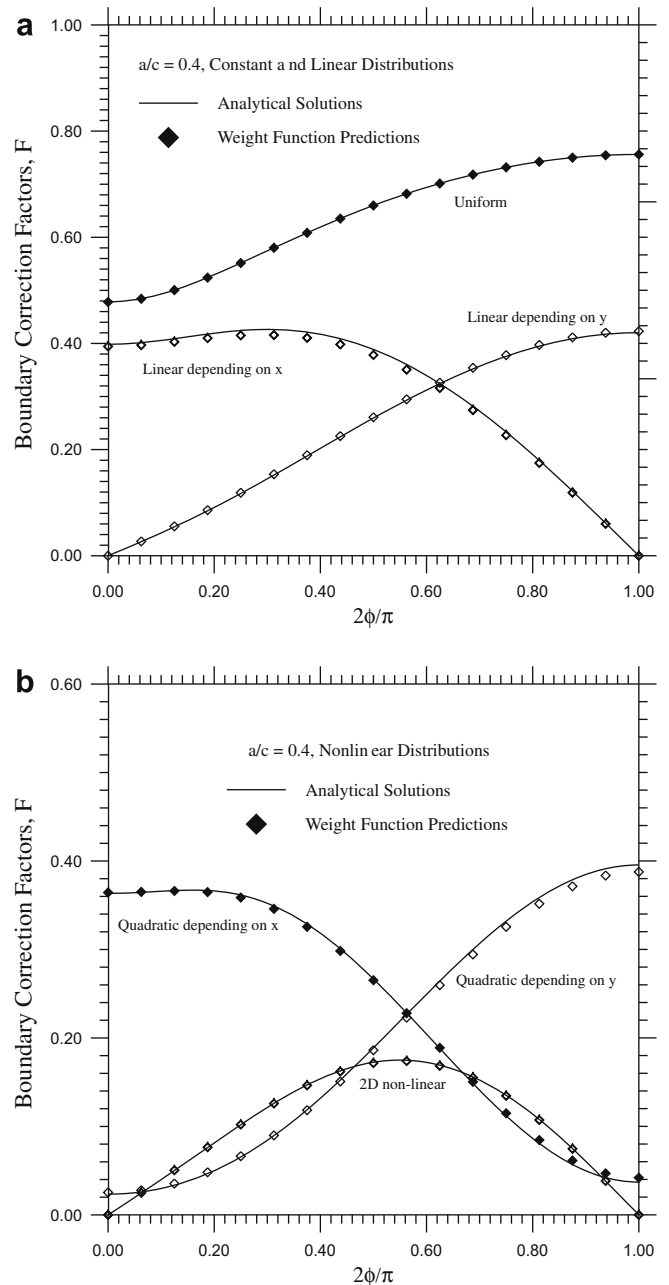 a
1.00
a/c = 0.4, Constant a nd Linear Distributions
Analytical Solutions
Weight Function Predictions
0.80
Uniform
0.60
Linear depending on y
0.40
Linear depending on x
0.20
0.00
Boundary Correction Factors, F
0.00 0.20 0.40 0.60 0.80 1.00
2ϕ/π
b
0.60
a/c = 0.4, Nonlin ear Distributions
Analytical Solutions
Weight Function Predictions
0.40
Quadratic depending on x
Quadratic depending on y
0.20
2D non-linear
0.00
Boundary Correction Factors, F
0.00 0.20 0.40 0.60 0.80 1.00
2ϕ/π